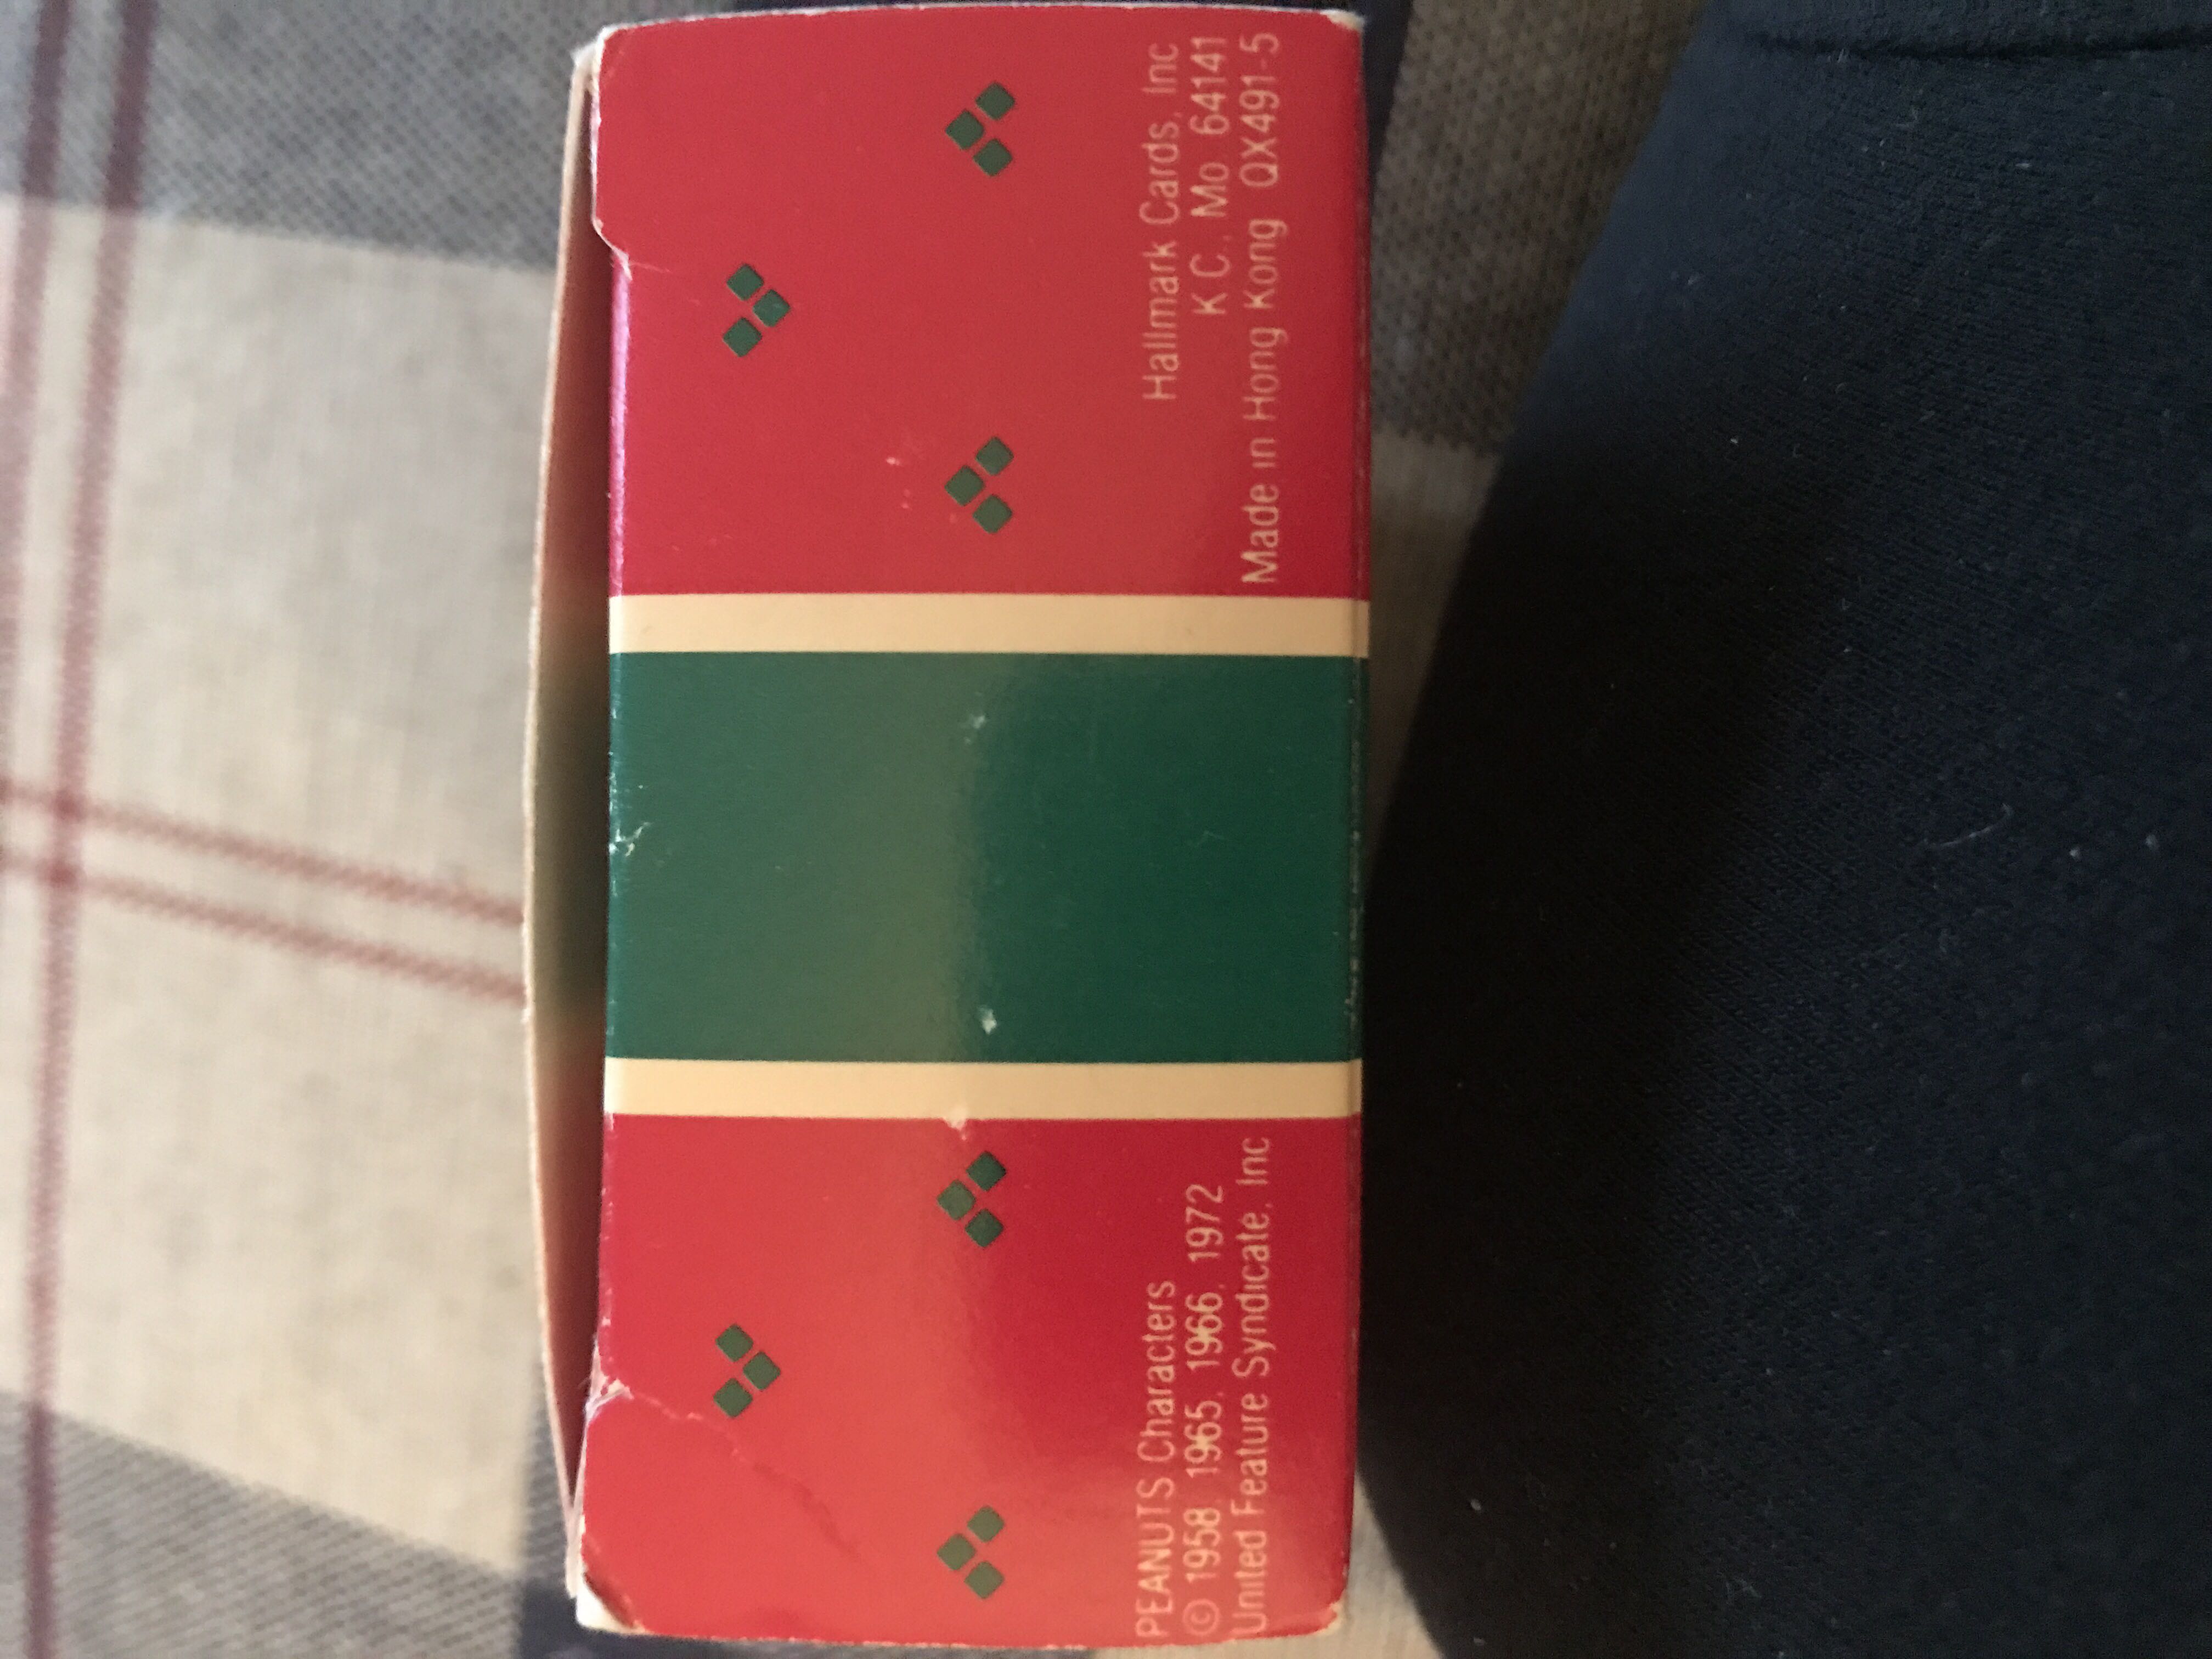 PEANUTS Characters
© 1958, 1965, 1966, 1972
United Feature Syndicate, Inc
Hallmark Cards, Inc
K C., Mo 64141
Made in Hong Kong QX491-5